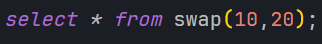 select * from swap(10,20);